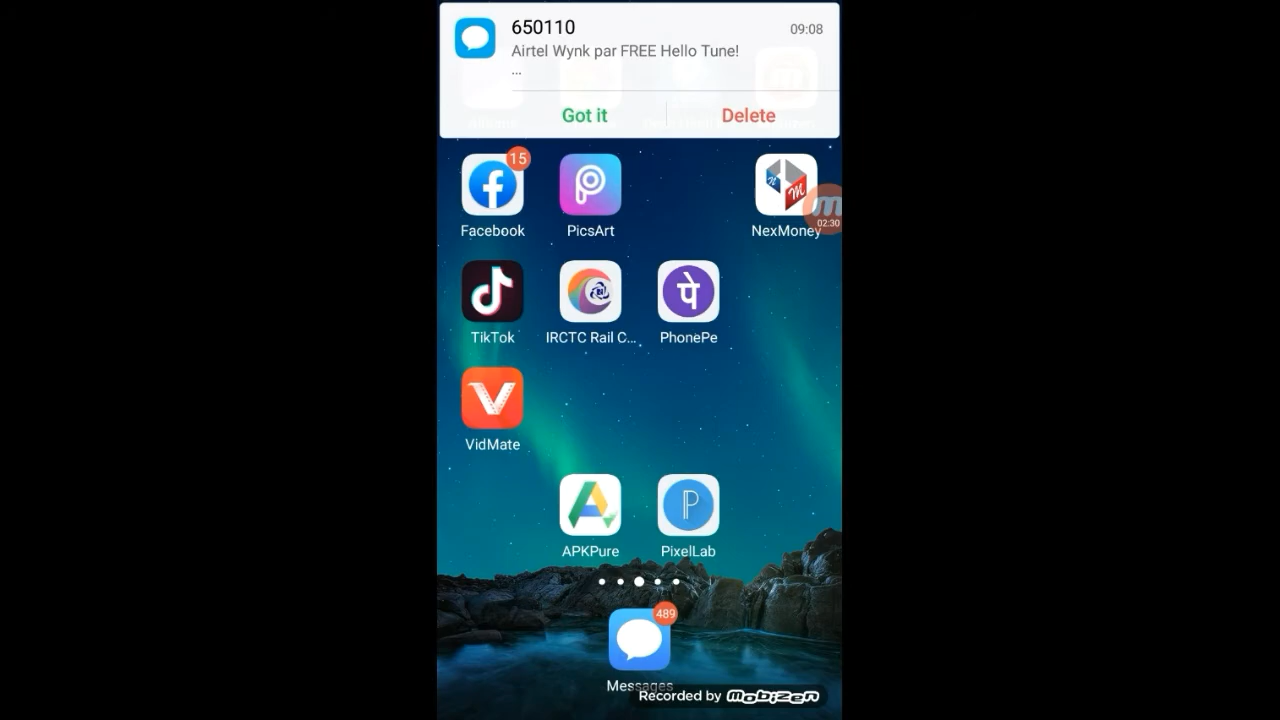 650110
09:08
Airtel Wynk par FREE Hello Tune!
...
Got it
Delete
15
Facebook
PicsArt
NexMoney
02:30
TikTok
IRCTC Rail C...
पे
PhonePe
VidMate
APKPure
PixelLab
489
Messages
Recorded by Mobizen